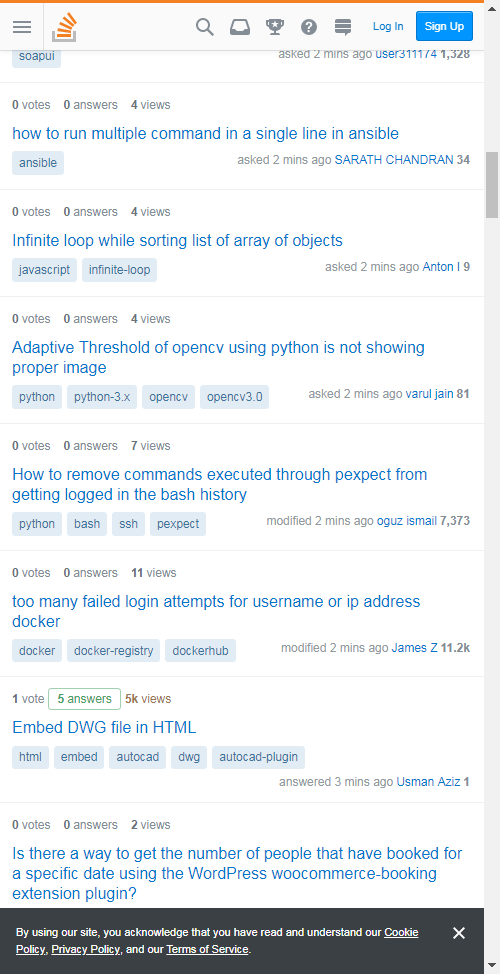 Log In Sign Up
soapui
asked 2 mins ago user311174 1,328
0 votes 0 answers 4 views
how to run multiple command in a single line in ansible
ansible
asked 2 mins ago SARATH CHANDRAN 34
0 votes 0 answers 4 views
Infinite loop while sorting list of array of objects
javascript infinite-loop
asked 2 mins ago Anton I 9
0 votes 0 answers 4 views
Adaptive Threshold of opencv using python is not showing
proper image
python python-3.x opencv opencv3.0
asked 2 mins ago varul jain 81
0 votes 0 answers 7 views
How to remove commands executed through pexpect from
getting logged in the bash history
python bash ssh pexpect
modified 2 mins ago oguz ismail 7,373
0 votes 0 answers 11 views
too many failed login attempts for username or ip address
docker
docker docker-registry dockerhub
modified 2 mins ago James Z 11.2k
1 vote 5 answers 5k views
Embed DWG file in HTML
html embed autocad dwg autocad-plugin
answered 3 mins ago Usman Aziz 1
0 votes 0 answers 2 views
Is there a way to get the number of people that have booked for
a specific date using the WordPress woocommerce-booking
extension plugin?
By using our site, you acknowledge that you have read and understand our Cookie
Policy, Privacy Policy, and our Terms of Service.